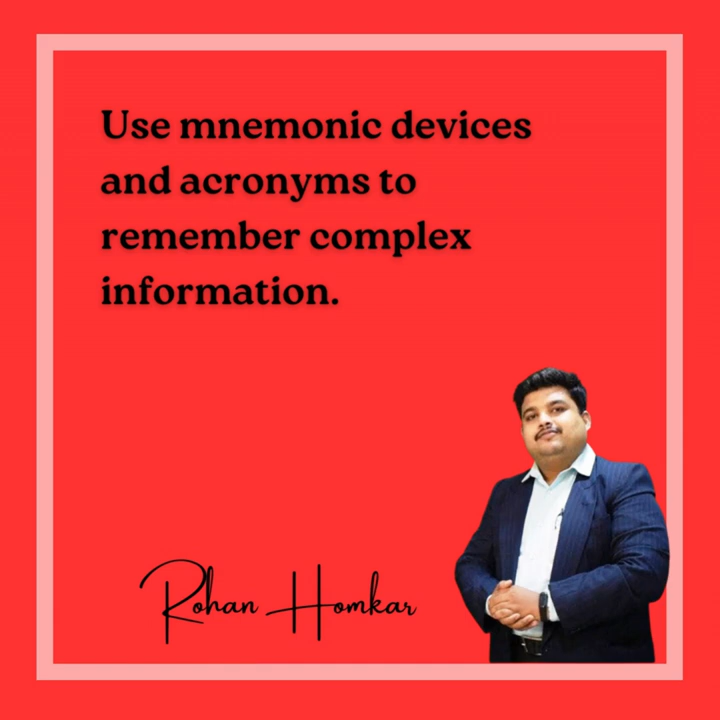 Use mnemonic devices
and acronyms to
remember complex
information.
Rohan Homkar